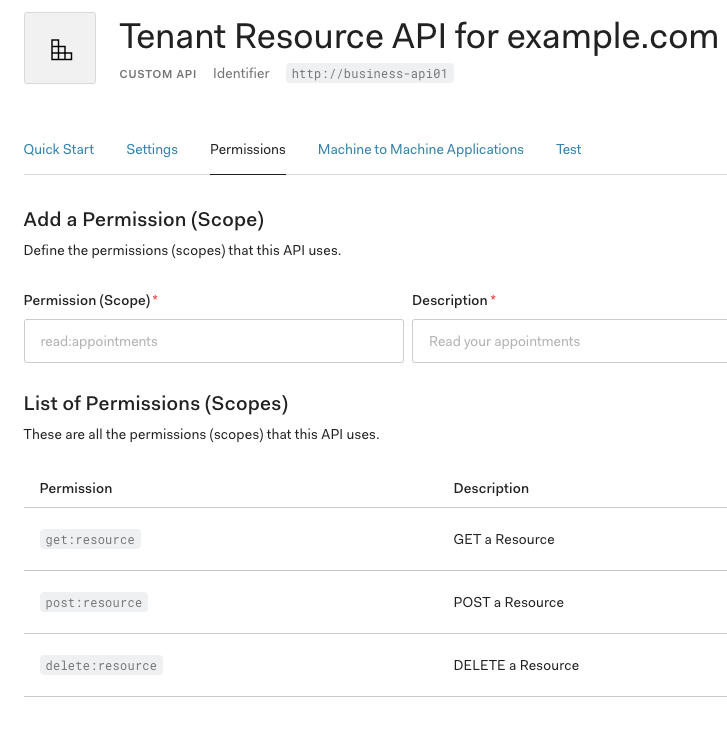 Tenant Resource API for example.com
CUSTOM API Identifier http://business-api01
Quick Start Settings Permissions Machine to Machine Applications Test
Add a Permission (Scope)
Define the permissions (scopes) that this API uses.
Permission (Scope) * Description *
read:appointments Read your appointments
List of Permissions (Scopes)
These are all the permissions (scopes) that this API uses.
Permission Description
get:resource GET a Resource
post:resource POST a Resource
delete:resource DELETE a Resource